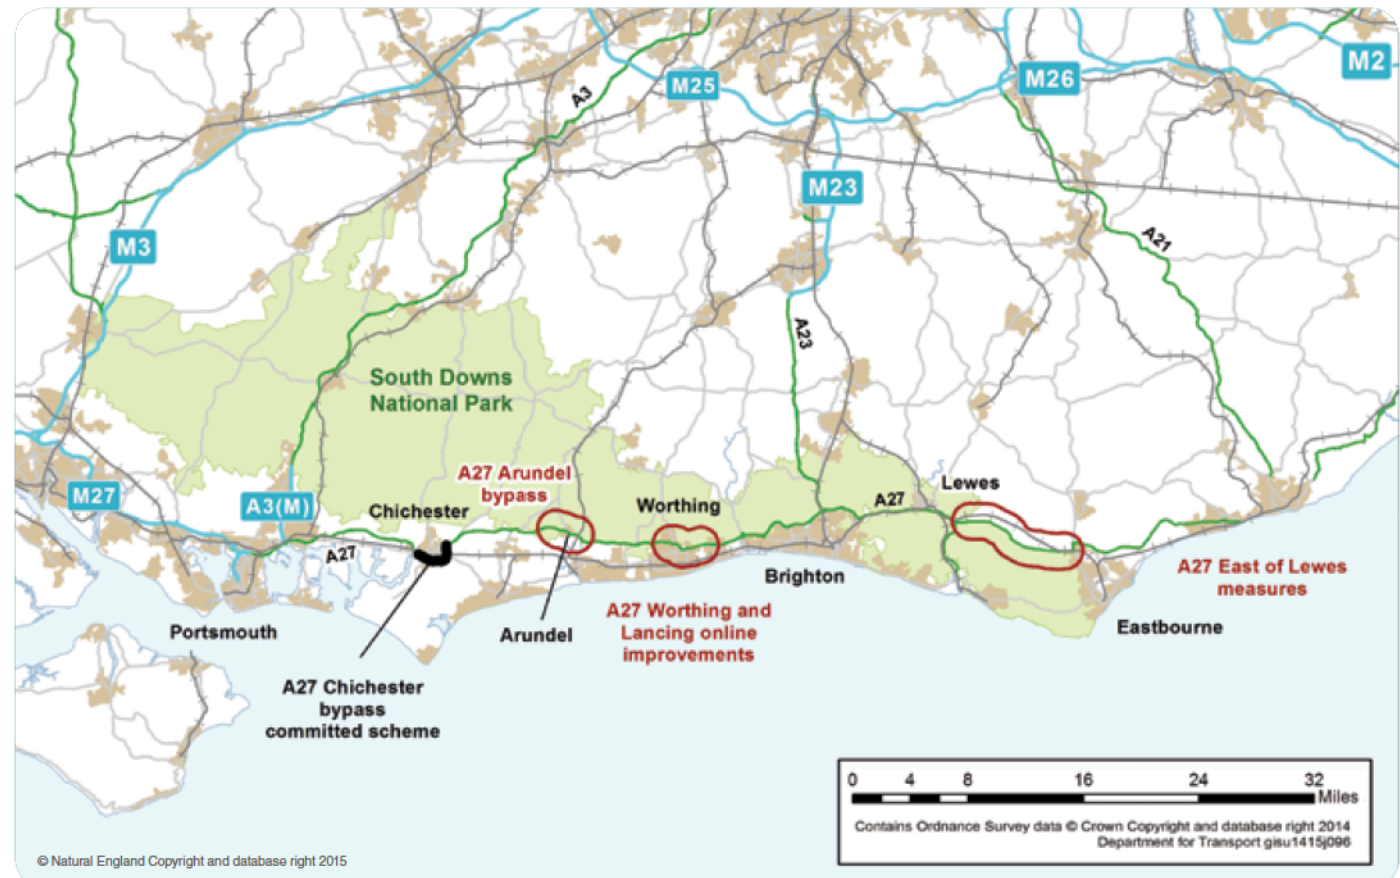 M2
M25
M26
A3
M23
M3
A21
A23
South Downs
National Park
A27 Arundel
bypass
M27
A3(M)
Chichester
Worthing
A27
Lewes
A27
A27 East of Lewes
measures
Brighton
A27 Worthing and
Lancing online
improvements
Portsmouth
Arundel
Eastbourne
A27 Chichester
bypass
committed scheme
0 4 8 16 24 32
Miles
Contains Ordnance Survey data © Crown Copyright and database right 2014
Department for Transport gisu1415j096
© Natural England Copyright and database right 2015